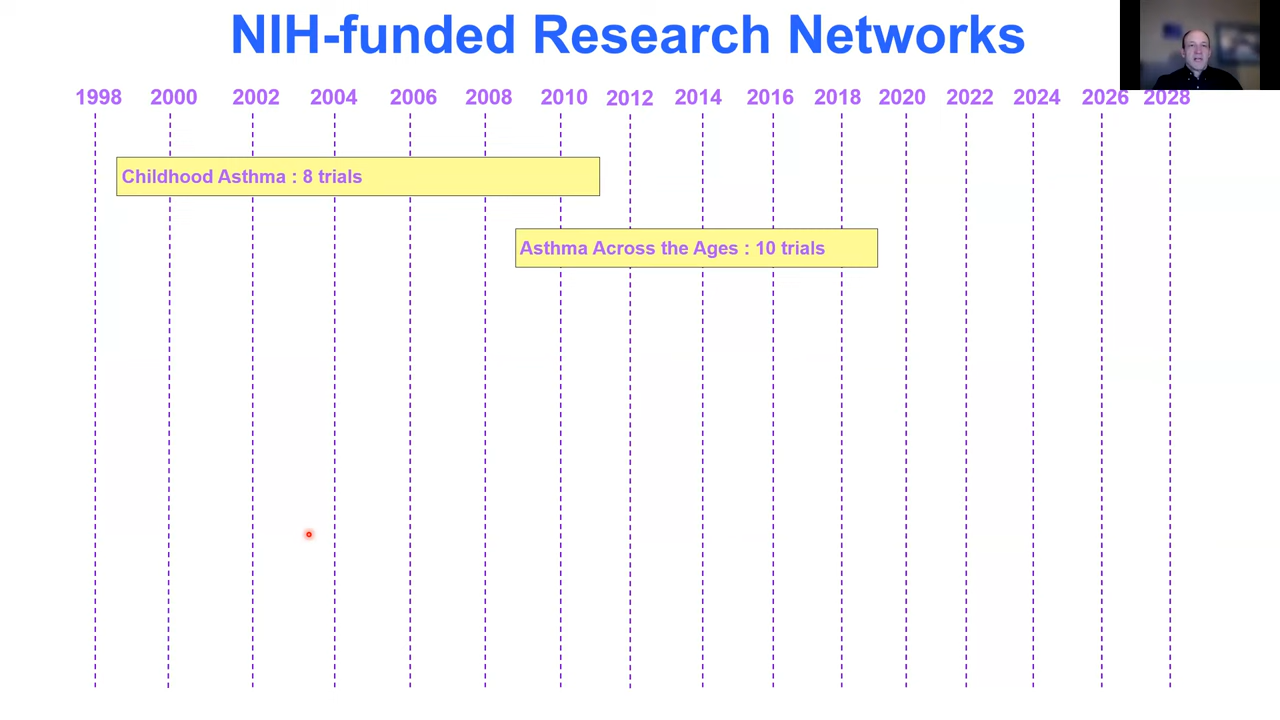 NIH-funded Research Networks
1998 2000 2002 2004 2006 2008 2010 2012 2014 2016 2018 2020 2022 2024 2026 2028
Childhood Asthma : 8 trials
Asthma Across the Ages : 10 trials